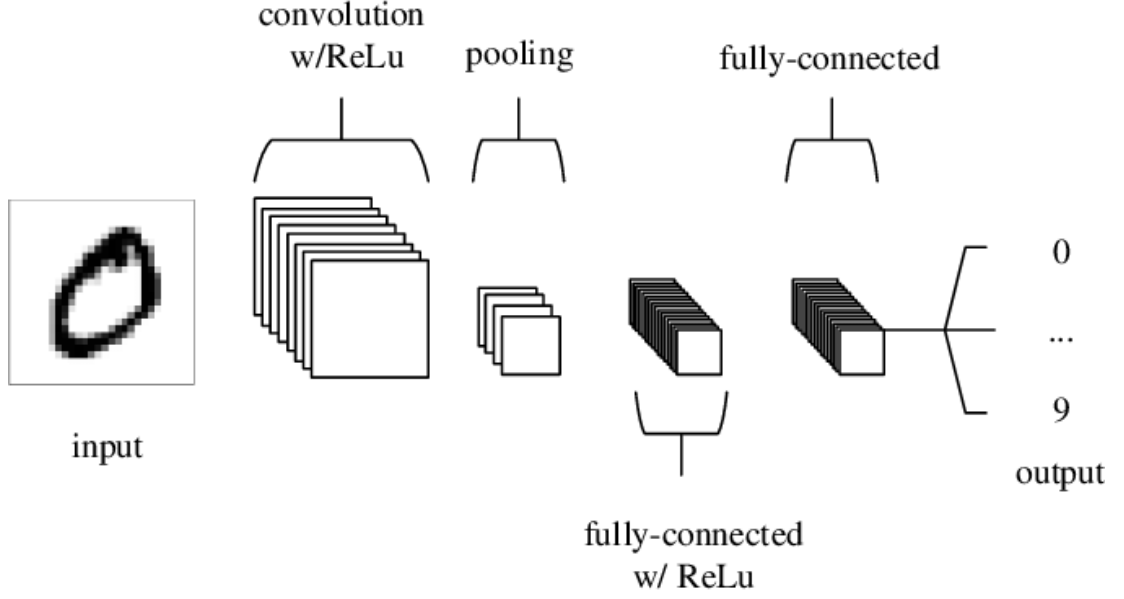 convolution
w/ReLu
pooling
fully-connected
input
0
...
9
output
fully-connected
w/ ReLu